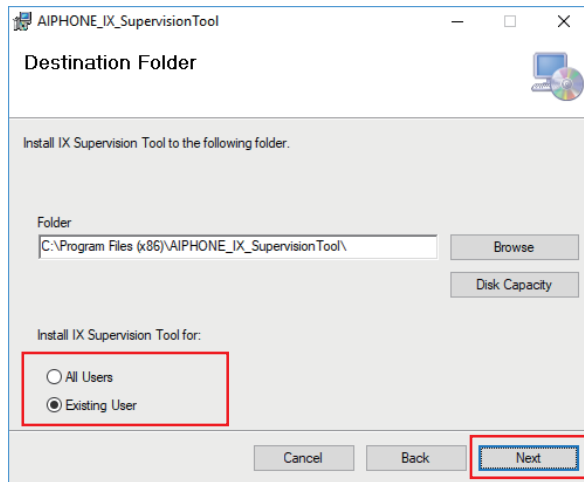 AIPHONE_IX_SupervisionTool
Destination Folder
Install IX Supervision Tool to the following folder.
Folder
C:\Program Files (x86)\AIPHONE_IX_SupervisionTool\
Browse
Disk Capacity
Install IX Supervision Tool for:
All Users
Existing User
Cancel Back Next